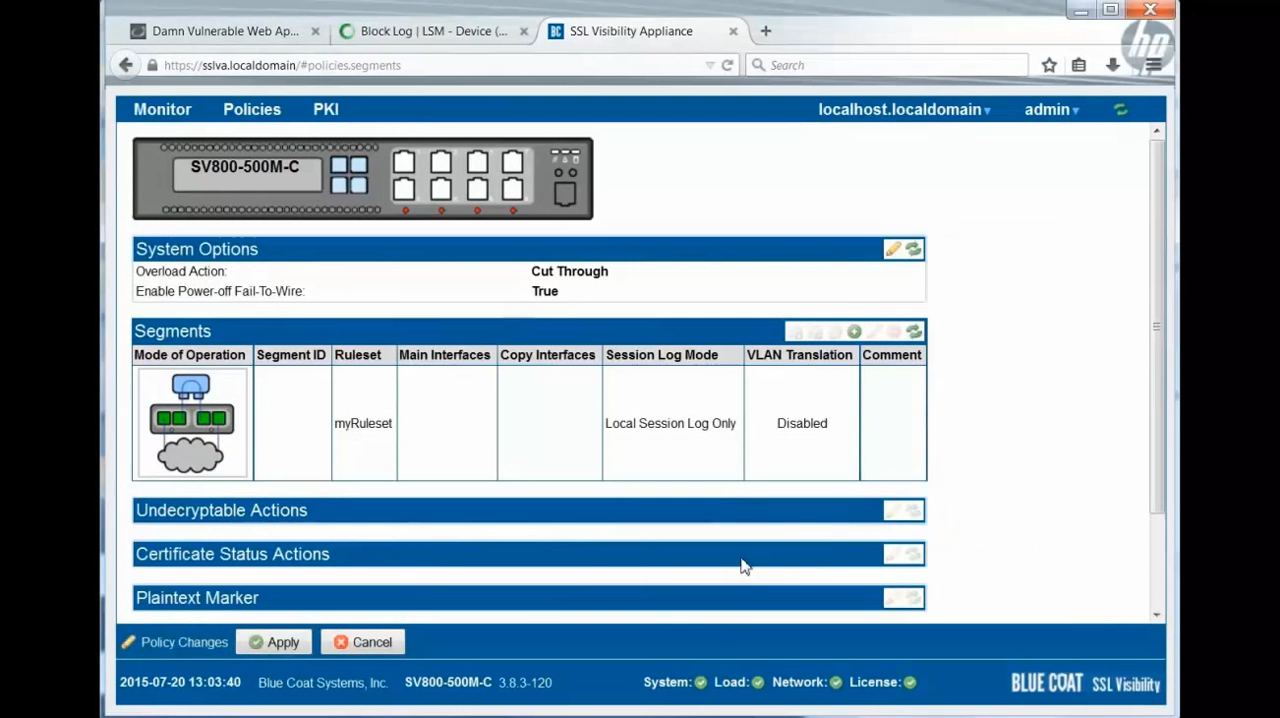 Damn Vulnerable Web Ap...
Block Log | LSM - Device (...
BC
SSL Visibility Appliance
hp
https://sslva.localdomain/#policies.segments
Search
Monitor
Policies
PKI
localhost.localdomain
admin
SV800-500M-C
System Options
Overload Action:
Cut Through
Enable Power-off Fail-To-Wire:
True
Segments
Mode of Operation
Segment ID
Ruleset
Main Interfaces
Copy Interfaces
Session Log Mode
VLAN Translation
Comment
myRuleset
Local Session Log Only
Disabled
Undecryptable Actions
Certificate Status Actions
Plaintext Marker
Policy Changes
Apply
Cancel
2015-07-20 13:03:40
Blue Coat Systems, Inc.
SV800-500M-C
3.8.3-120
System:
Load:
Network:
License:
BLUE COAT
SSL Visibility